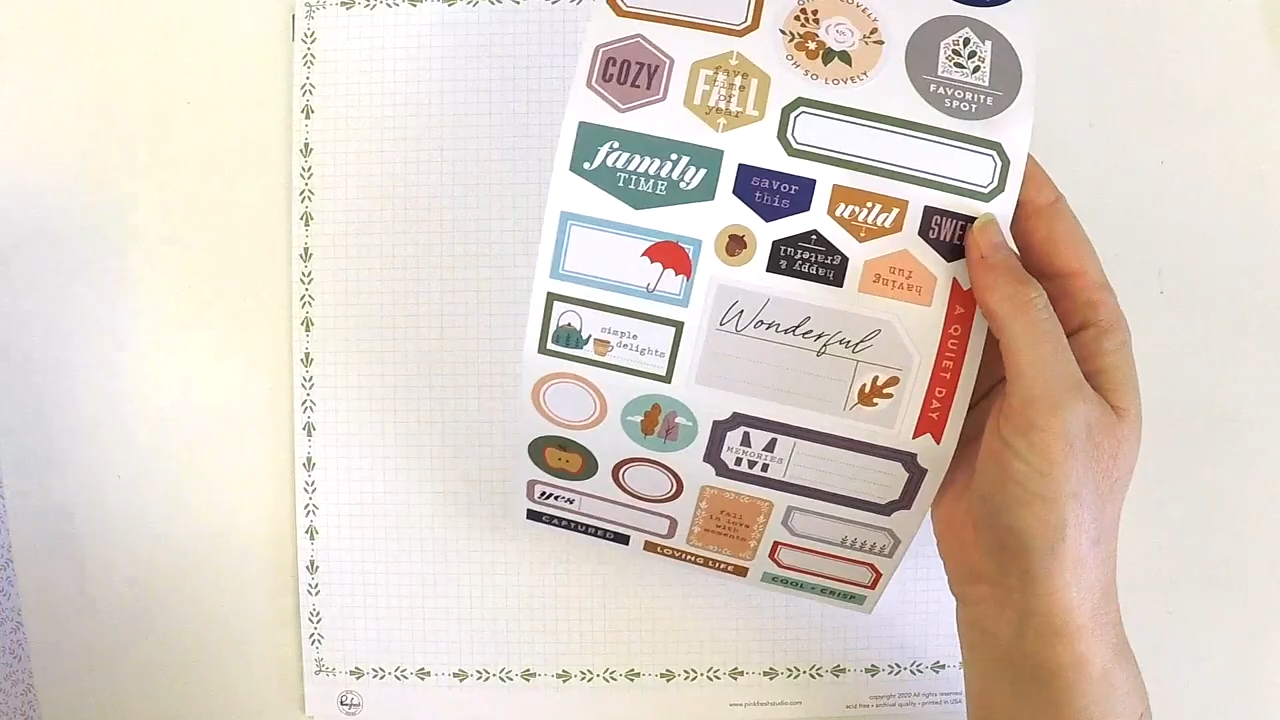 OH SO LOVELY
COZY
FALL
fave
time
of
year
FAVORITE
SPOT
family
TIME
savor
this
wild
SWE
happy &
grateful
having
fun
Wonderful
A QUIET DAY
simple
delights
M
MEMORIES
yes
CAPTURED
fall
in love
with
moments
LOVING LIFE
COOL + CRISP
www.pinkfreshstudio.com
copyright 2020 All rights reserved
acid free • archival quality • printed in USA